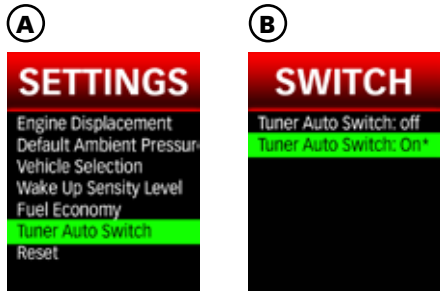 A
SETTINGS
Engine Displacement
Default Ambient Pressur
Vehicle Selection
Wake Up Sensity Level
Fuel Economy
Tuner Auto Switch
Reset
B
SWITCH
Tuner Auto Switch: off
Tuner Auto Switch: On*